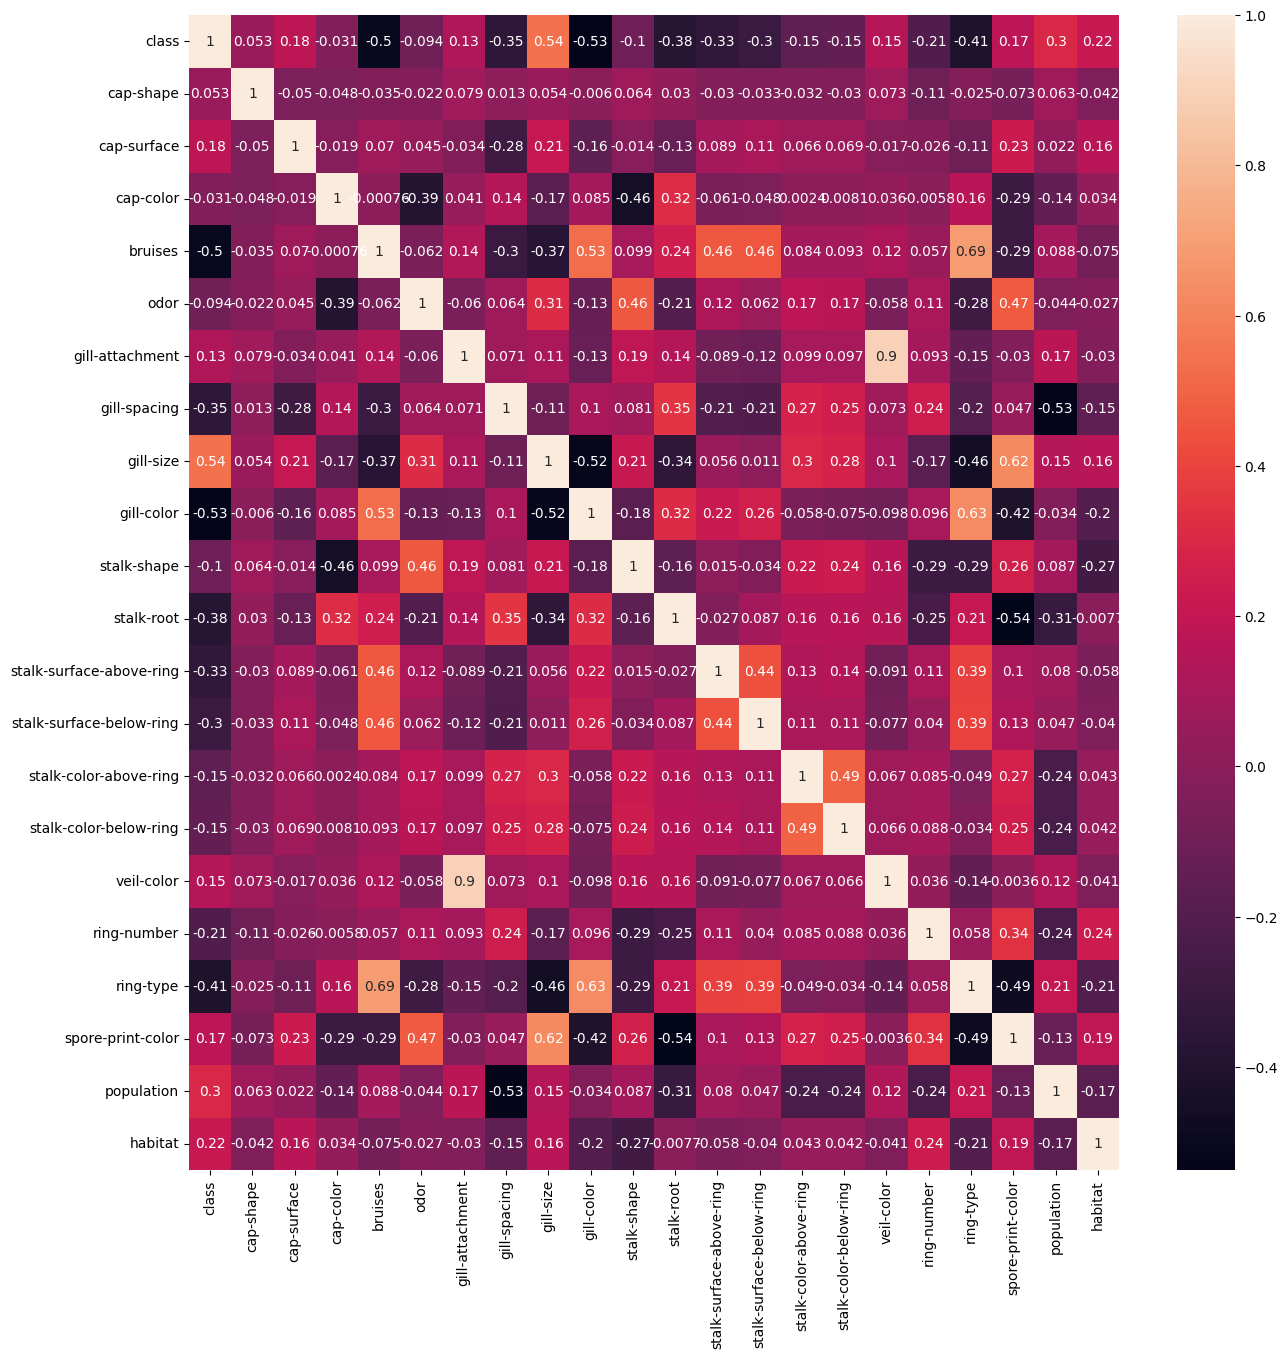 class 1 0.053 0.18 -0.031 -0.5 -0.094 0.13 -0.35 0.54 -0.53 -0.1 -0.38 -0.33 -0.3 -0.15 -0.15 0.15 -0.21 -0.41 0.17 0.3 0.22
cap-shape 0.053 1 -0.05 -0.048 -0.035 -0.022 0.079 0.013 0.054 -0.006 0.064 0.03 -0.03 -0.033 -0.032 -0.03 0.073 -0.11 -0.025 -0.073 0.063 -0.042
cap-surface 0.18 -0.05 1 -0.019 0.07 0.045 -0.034 -0.28 0.21 -0.16 -0.014 -0.13 0.089 0.11 0.066 0.069 -0.017 -0.026 -0.11 0.23 0.022 0.16
cap-color -0.031 -0.048 -0.019 1 -0.00076 -0.39 0.041 0.14 -0.17 0.085 -0.46 0.32 -0.061 -0.048 0.0024 0.0081 0.036 -0.0058 0.16 -0.29 -0.14 0.034
bruises -0.5 -0.035 0.07 -0.00076 1 -0.062 0.14 -0.3 -0.37 0.53 0.099 0.24 0.46 0.46 0.084 0.093 0.12 0.057 0.69 -0.29 0.088 -0.075
odor -0.094 -0.022 0.045 -0.39 -0.062 1 -0.06 0.064 0.31 -0.13 0.46 -0.21 0.12 0.062 0.17 0.17 -0.058 0.11 -0.28 0.47 -0.044 -0.027
gill-attachment 0.13 0.079 -0.034 0.041 0.14 -0.06 1 0.071 0.11 -0.13 0.19 0.14 -0.089 -0.12 0.099 0.097 0.9 0.093 -0.15 -0.03 0.17 -0.03
gill-spacing -0.35 0.013 -0.28 0.14 -0.3 0.064 0.071 1 -0.11 0.1 0.081 0.35 -0.21 -0.21 0.27 0.25 0.073 0.24 -0.2 0.047 -0.53 -0.15
gill-size 0.54 0.054 0.21 -0.17 -0.37 0.31 0.11 -0.11 1 -0.52 0.21 -0.34 0.056 0.011 0.3 0.28 0.1 -0.17 -0.46 0.62 0.15 0.16
gill-color -0.53 -0.006 -0.16 0.085 0.53 -0.13 -0.13 0.1 -0.52 1 -0.18 0.32 0.22 0.26 -0.058 -0.075 -0.098 0.096 0.63 -0.42 -0.034 -0.2
stalk-shape -0.1 0.064 -0.014 -0.46 0.099 0.46 0.19 0.081 0.21 -0.18 1 -0.16 0.015 -0.034 0.22 0.24 0.16 -0.29 -0.29 0.26 0.087 -0.27
stalk-root -0.38 0.03 -0.13 0.32 0.24 -0.21 0.14 0.35 -0.34 0.32 -0.16 1 -0.027 0.087 0.16 0.16 0.16 -0.25 0.21 -0.54 -0.31 -0.0077
stalk-surface-above-ring -0.33 -0.03 0.089 -0.061 0.46 0.12 -0.089 -0.21 0.056 0.22 0.015 -0.027 1 0.44 0.13 0.14 -0.091 0.11 0.39 0.1 0.08 -0.058
stalk-surface-below-ring -0.3 -0.033 0.11 -0.048 0.46 0.062 -0.12 -0.21 0.011 0.26 -0.034 0.087 0.44 1 0.11 0.11 -0.077 0.04 0.39 0.13 0.047 -0.04
stalk-color-above-ring -0.15 -0.032 0.066 0.0024 0.084 0.17 0.099 0.27 0.3 -0.058 0.22 0.16 0.13 0.11 1 0.49 0.067 0.085 -0.049 0.27 -0.24 0.043
stalk-color-below-ring -0.15 -0.03 0.069 0.0081 0.093 0.17 0.097 0.25 0.28 -0.075 0.24 0.16 0.14 0.11 0.49 1 0.066 0.088 -0.034 0.25 -0.24 0.042
veil-color 0.15 0.073 -0.017 0.036 0.12 -0.058 0.9 0.073 0.1 -0.098 0.16 0.16 -0.091 -0.077 0.067 0.066 1 0.036 -0.14 -0.0036 0.12 -0.041
ring-number -0.21 -0.11 -0.026 -0.0058 0.057 0.11 0.093 0.24 -0.17 0.096 -0.29 -0.25 0.11 0.04 0.085 0.088 0.036 1 0.058 0.34 -0.24 0.24
ring-type -0.41 -0.025 -0.11 0.16 0.69 -0.28 -0.15 -0.2 -0.46 0.63 -0.29 0.21 0.39 0.39 -0.049 -0.034 -0.14 0.058 1 -0.49 0.21 -0.21
spore-print-color 0.17 -0.073 0.23 -0.29 -0.29 0.47 -0.03 0.047 0.62 -0.42 0.26 -0.54 0.1 0.13 0.27 0.25 -0.0036 0.34 -0.49 1 -0.13 0.19
population 0.3 0.063 0.022 -0.14 0.088 -0.044 0.17 -0.53 0.15 -0.034 0.087 -0.31 0.08 0.047 -0.24 -0.24 0.12 -0.24 0.21 -0.13 1 -0.17
habitat 0.22 -0.042 0.16 0.034 -0.075 -0.027 -0.03 -0.15 0.16 -0.2 -0.27 -0.0077 -0.058 -0.04 0.043 0.042 -0.041 0.24 -0.21 0.19 -0.17 1
class
cap-shape
cap-surface
cap-color
bruises
odor
gill-attachment
gill-spacing
gill-size
gill-color
stalk-shape
stalk-root
stalk-surface-above-ring
stalk-surface-below-ring
stalk-color-above-ring
stalk-color-below-ring
veil-color
ring-number
ring-type
spore-print-color
population
habitat
1.0
0.8
0.6
0.4
0.2
0.0
−0.2
−0.4